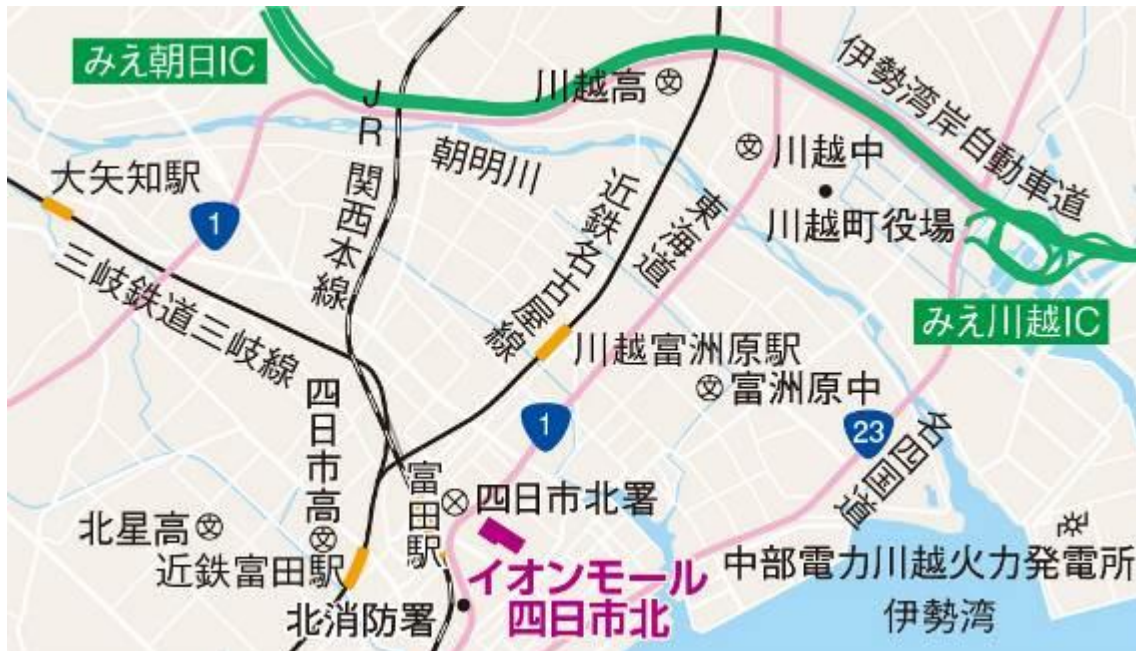 みえ朝日IC
川越高
伊勢湾岸自動車道
JR関西本線
朝明川
近鉄名古屋線
東海道
川越中
川越町役場
大矢知駅
1
三岐鉄道三岐線
みえ川越IC
川越富洲原駅
富洲原中
1
23
名四国道
四日市高
富田駅
四日市北署
北星高
近鉄富田駅
イオンモール
四日市北
北消防署
中部電力川越火力発電所
伊勢湾